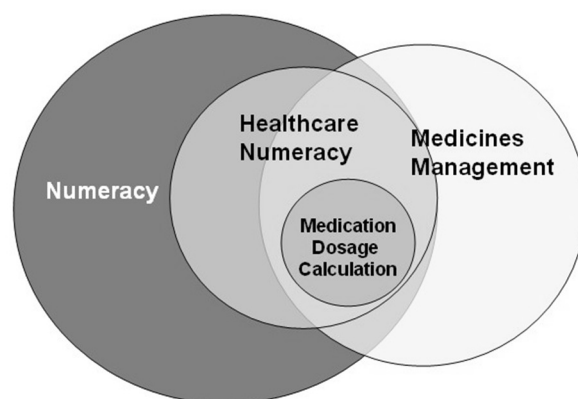 Healthcare
Numeracy
Medicines
Management
Numeracy
Medication
Dosage
Calculation